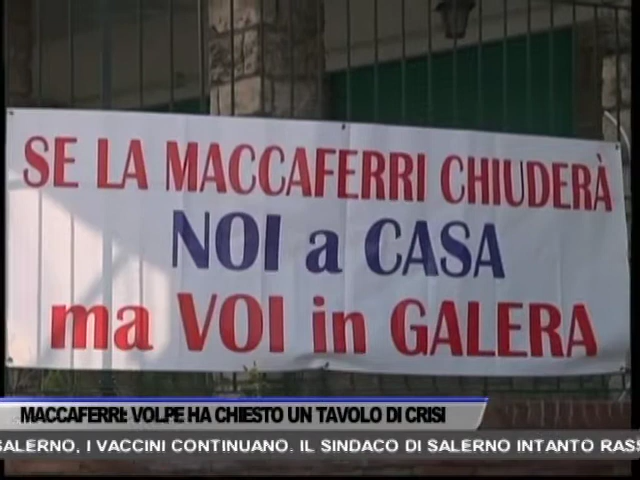 SE LA MACCAFERRI CHIUDERÀ
NOI a CASA
ma VOI in GALERA
MACCAFERRI: VOLPE HA CHIESTO UN TAVOLO DI CRISI
SALERNO, I VACCINI CONTINUANO. IL SINDACO DI SALERNO INTANTO RASS